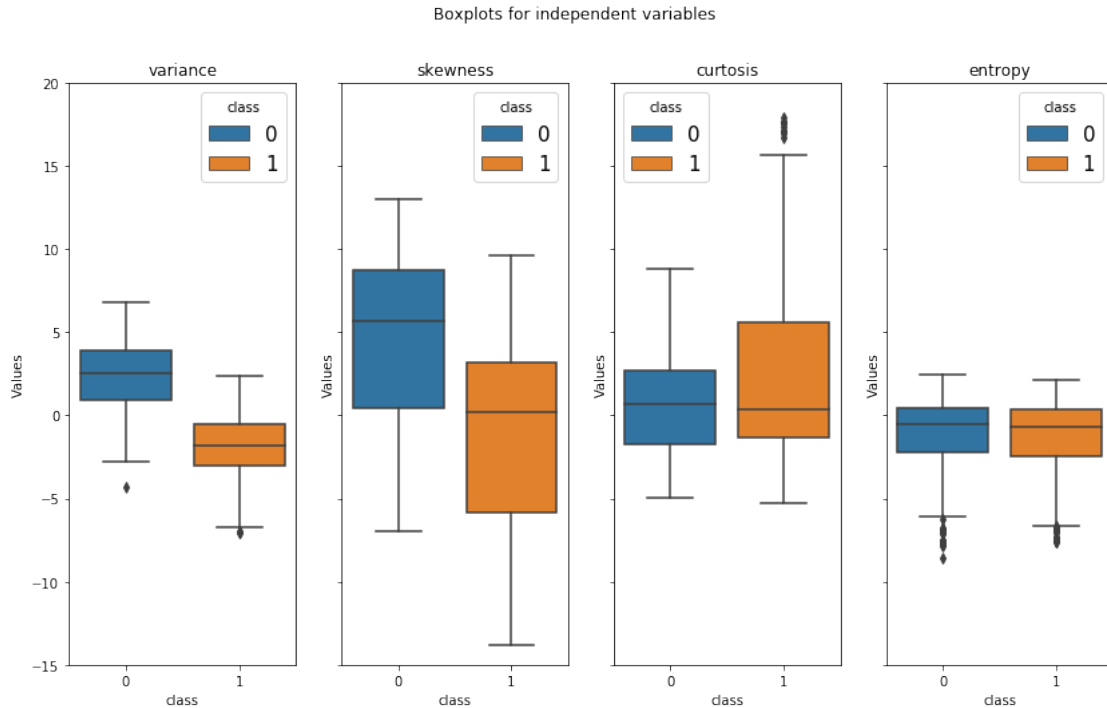 Boxplots for independent variables
variance
skewness
curtosis
entropy
20
15
10
5
0
−5
−10
−15
Values
class
0
1
0
1
class
Values
class
0
1
0
1
class
Values
class
0
1
0
1
class
Values
class
0
1
0
1
class